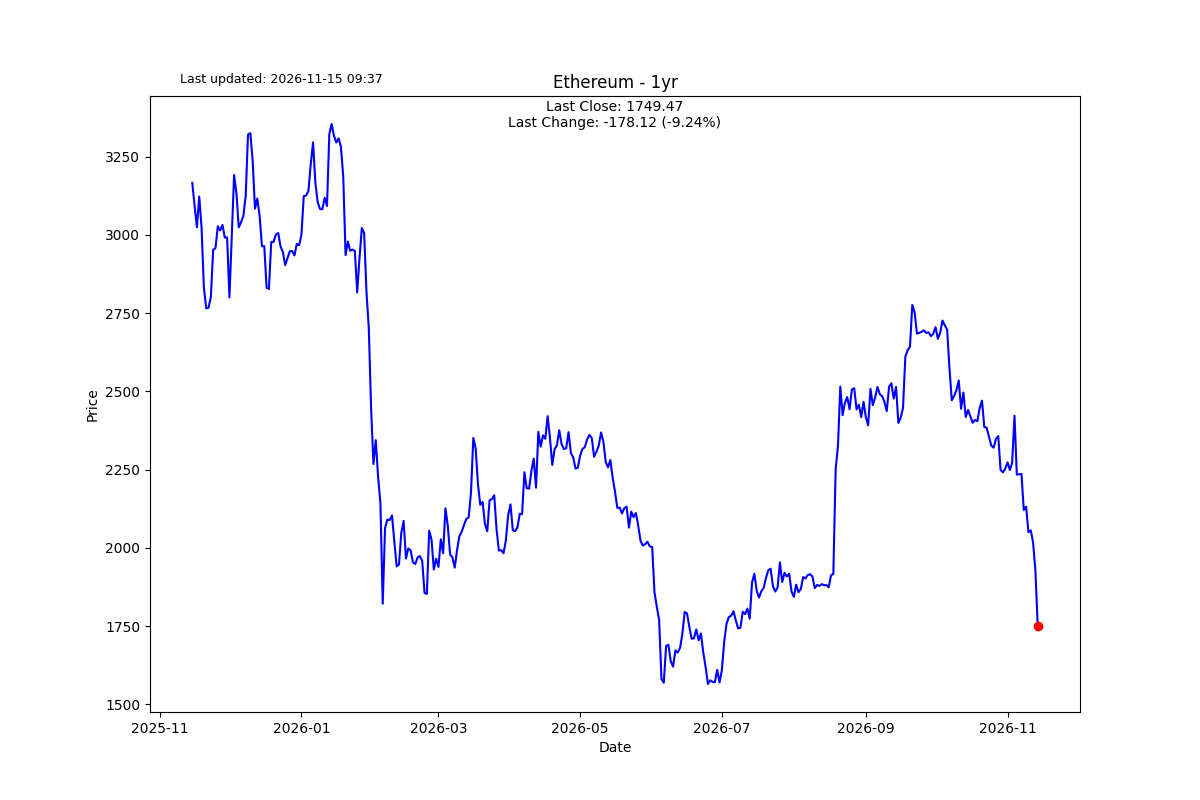 Last updated: 2026-11-15 09:37
Ethereum - 1yr
Last Close: 1749.47
Last Change: -178.12 (-9.24%)
3250
3000
2750
2500
2250
2000
1750
1500
Price
2025-11
2026-01
2026-03
2026-05
2026-07
2026-09
2026-11
Date